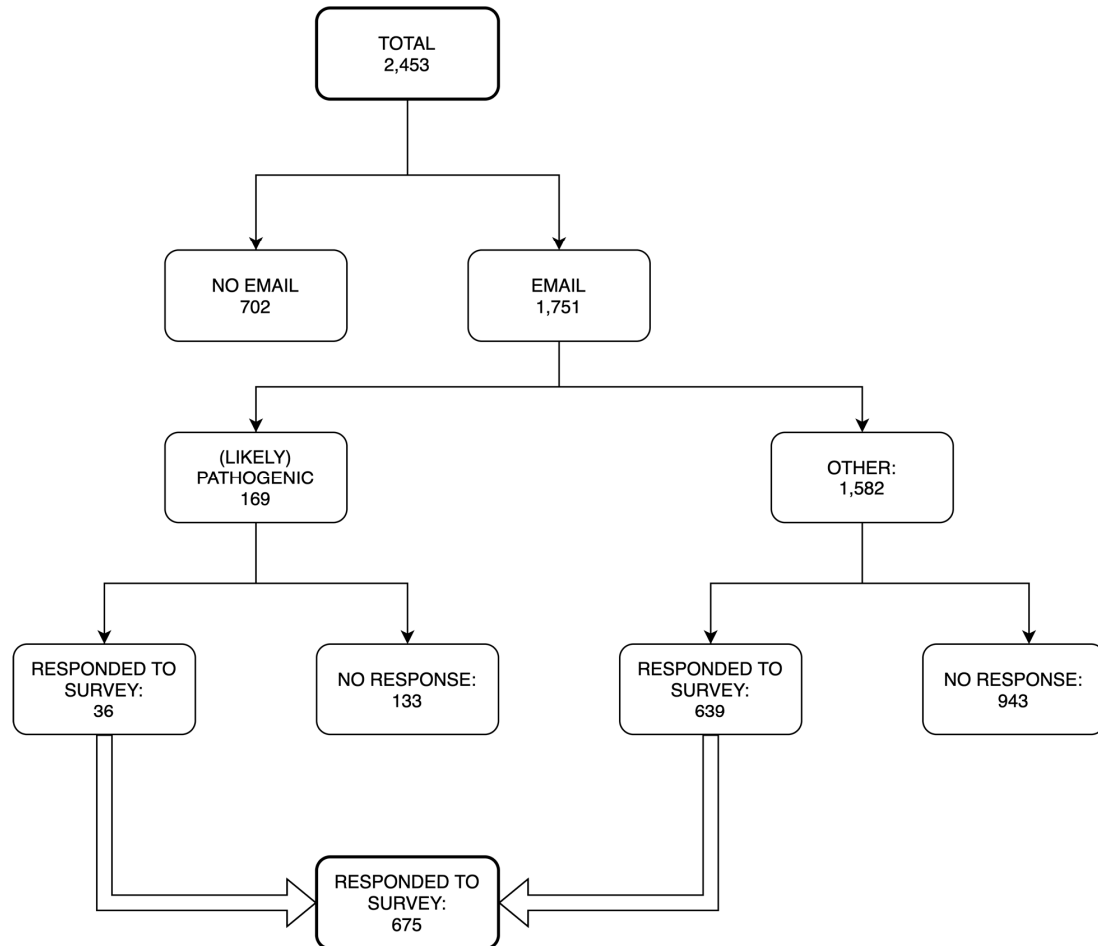 TOTAL
2,453
NO EMAIL
702
EMAIL
1,751
(LIKELY)
PATHOGENIC
169
OTHER:
1,582
RESPONDED TO
SURVEY:
36
NO RESPONSE:
133
RESPONDED TO
SURVEY:
639
NO RESPONSE:
943
RESPONDED TO
SURVEY:
675